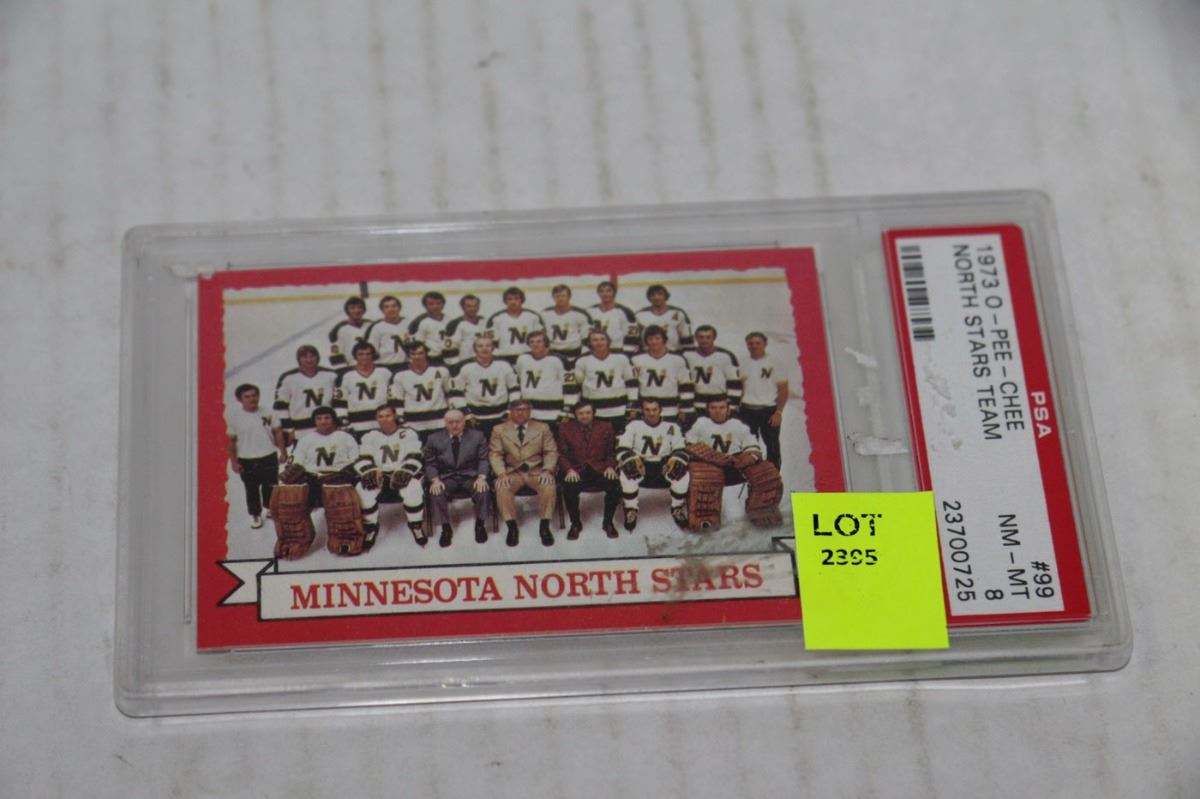 MINNESOTA NORTH STARS
LOT
2395
PSA
1973 O-PEE-CHEE
#99
NORTH STARS TEAM
NM-MT
8
23700725